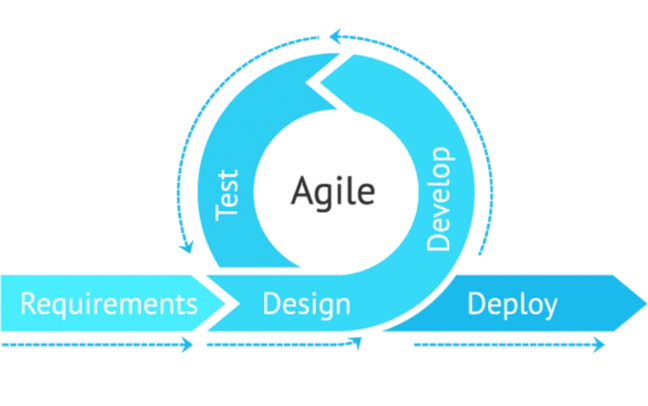 Agile
Test
Develop
Requirements
Design
Deploy